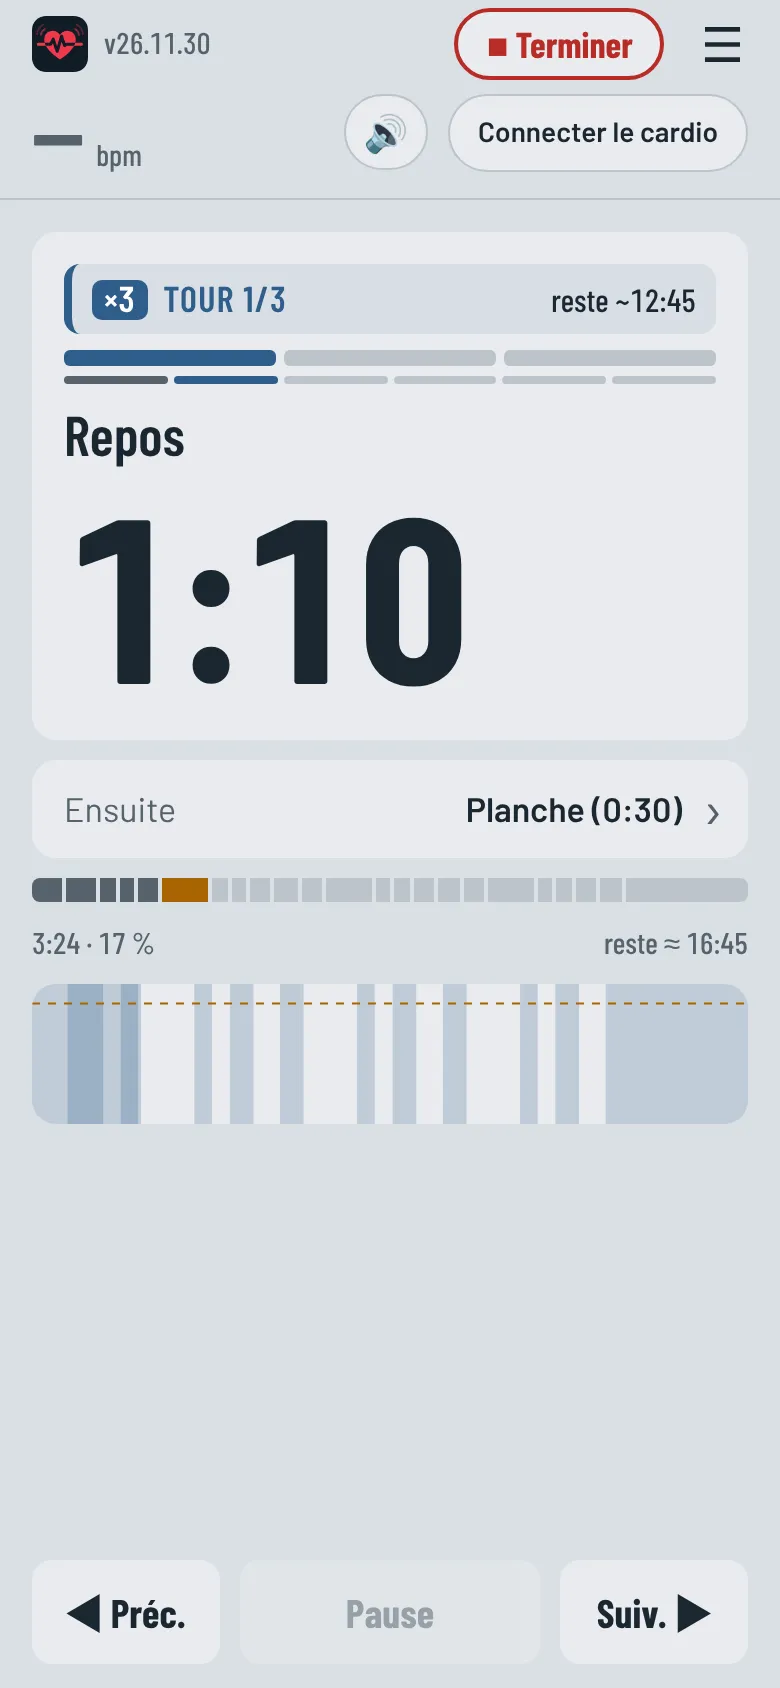 v26.11.30
■ Terminer
bpm
Connecter le cardio
×3 TOUR 1/3
reste ~12:45
Repos
1:10
Ensuite
Planche (0:30) ›
3:24 · 17 %
reste ≈ 16:45
◀ Préc.
Pause
Suiv. ▶